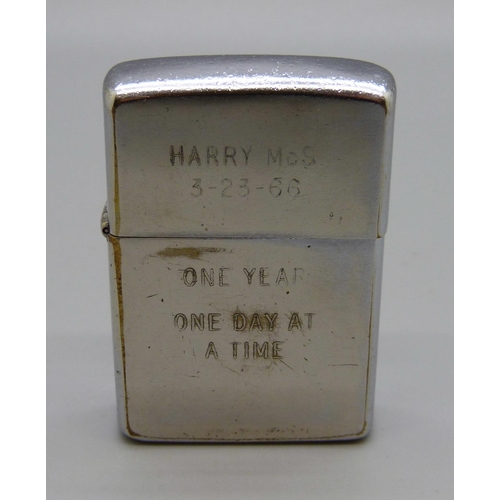 HARRY McS
3-23-66
ONE YEAR
ONE DAY AT
A TIME